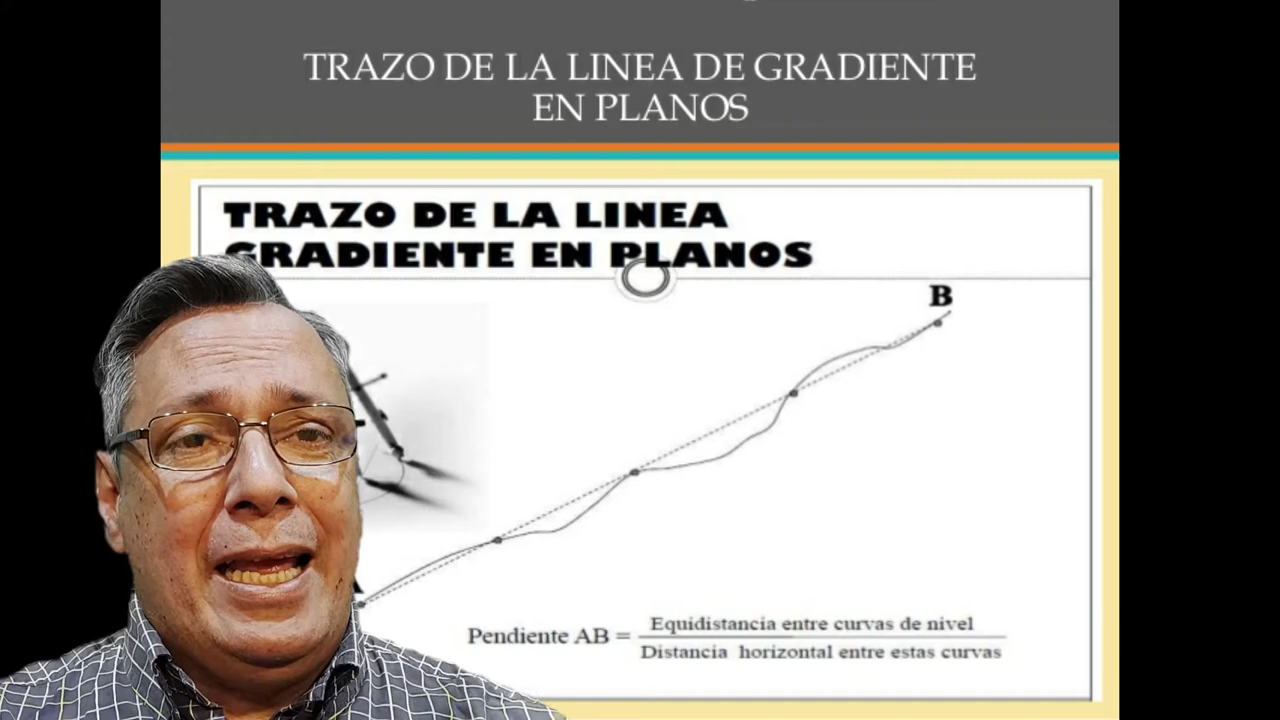 TRAZO DE LA LINEA DE GRADIENTE
EN PLANOS
TRAZO DE LA LINEA
GRADIENTE EN PLANOS
B
Pendiente AB = Equidistancia entre curvas de nivel
Distancia horizontal entre estas curvas